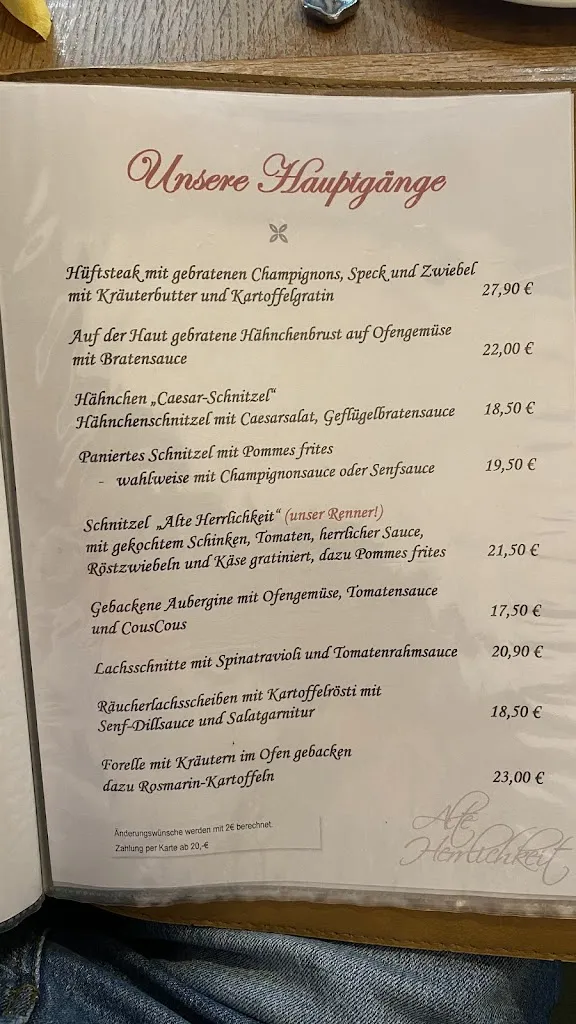 Unsere Hauptgänge
Hüftsteak mit gebratenen Champignons, Speck und Zwiebel
mit Kräuterbutter und Kartoffelgratin 27,90 €
Auf der Haut gebratene Hähnchenbrust auf Ofengemüse
mit Bratensauce 22,00 €
Hähnchen „Caesar-Schnitzel“
Hähnchenschnitzel mit Caesarsalat, Geflügelbratensauce 18,50 €
Paniertes Schnitzel mit Pommes frites
- wahlweise mit Champignonsauce oder Senfsauce 19,50 €
Schnitzel „Alte Herrlichkeit“ (unser Renner!)
mit gekochtem Schinken, Tomaten, herrlicher Sauce,
Röstzwiebeln und Käse gratiniert, dazu Pommes frites 21,50 €
Gebackene Aubergine mit Ofengemüse, Tomatensauce
und CousCous 17,50 €
Lachsschnitte mit Spinatravioli und Tomatenrahmsauce 20,90 €
Räucherlachsscheiben mit Kartoffelrösti mit
Senf-Dillsauce und Salatgarnitur 18,50 €
Forelle mit Kräutern im Ofen gebacken
dazu Rosmarin-Kartoffeln 23,00 €
Änderungswünsche werden mit 2€ berechnet.
Zahlung per Karte ab 20,-€
Alte
Herrlichkeit